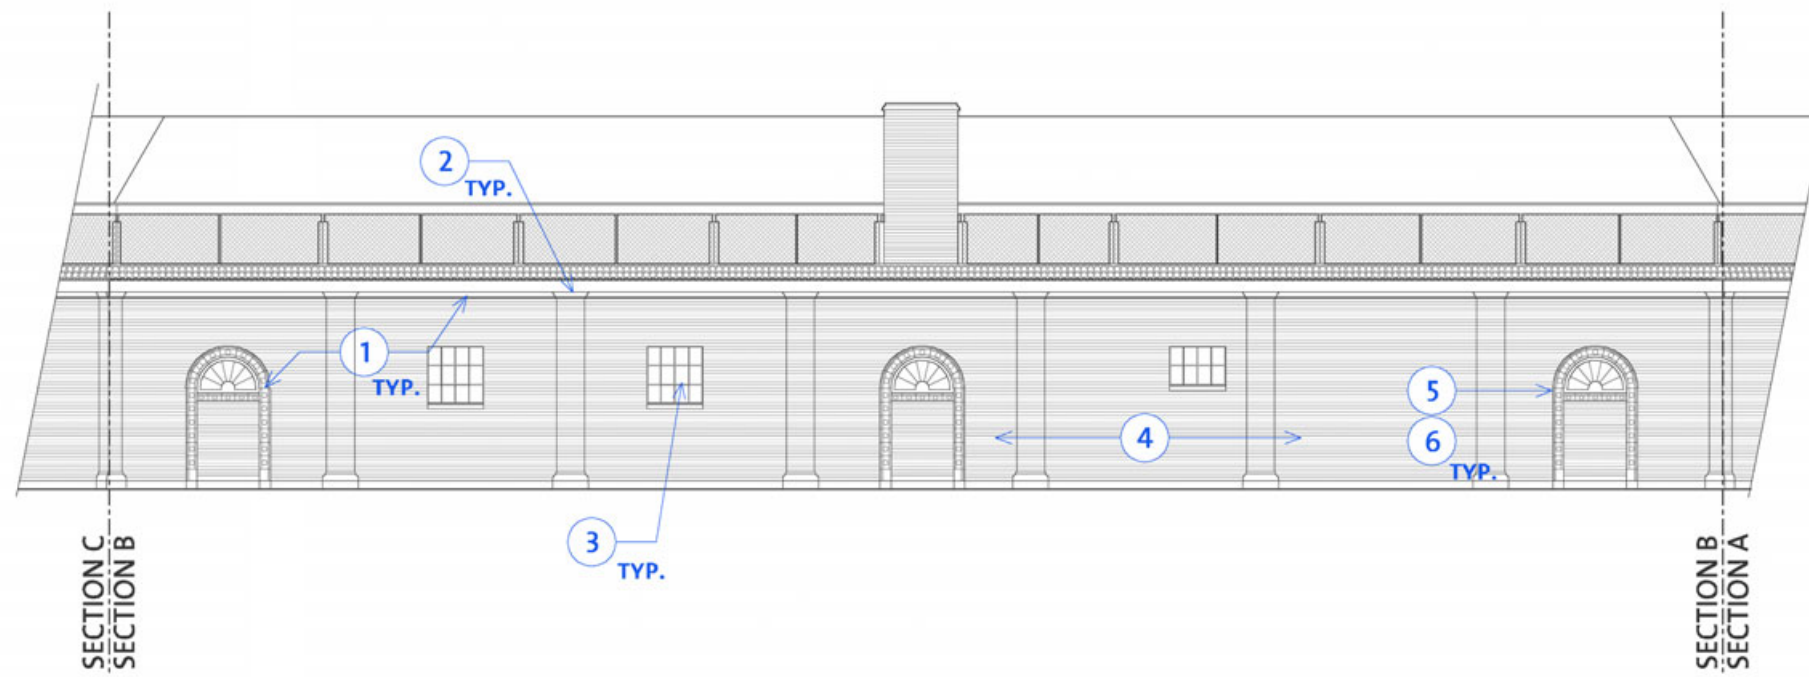 2
TYP.
1
TYP.
5
4
6
TYP.
3
TYP.
SECTION C
SECTION B
SECTION B
SECTION A